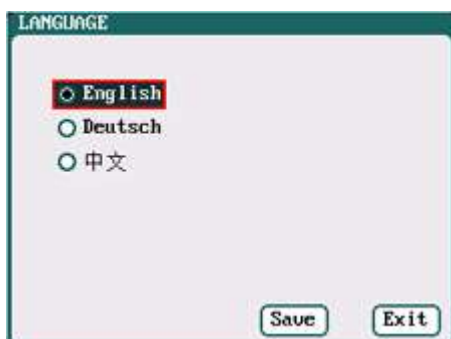 LANGUAGE
English
Deutsch
中文
Save Exit